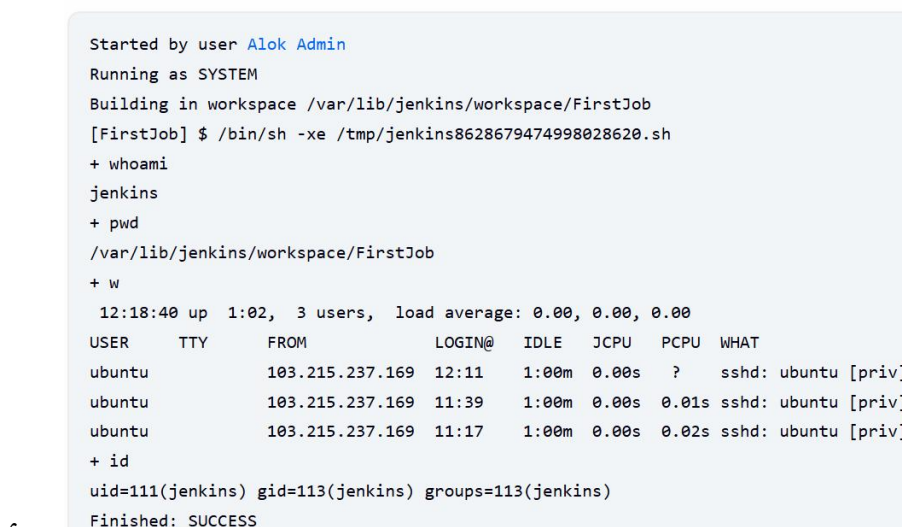 Started by user Alok Admin
Running as SYSTEM
Building in workspace /var/lib/jenkins/workspace/FirstJob
[FirstJob] $ /bin/sh -xe /tmp/jenkins8628679474998028620.sh
+ whoami
jenkins
+ pwd
/var/lib/jenkins/workspace/FirstJob
+ w
 12:18:40 up  1:02,  3 users,  load average: 0.00, 0.00, 0.00
USER     TTY      FROM             LOGIN@   IDLE   JCPU   PCPU  WHAT
ubuntu            103.215.237.169  12:11    1:00m  0.00s   ?    sshd: ubuntu [priv]
ubuntu            103.215.237.169  11:39    1:00m  0.00s  0.01s sshd: ubuntu [priv]
ubuntu            103.215.237.169  11:17    1:00m  0.00s  0.02s sshd: ubuntu [priv]
+ id
uid=111(jenkins) gid=113(jenkins) groups=113(jenkins)
Finished: SUCCESS